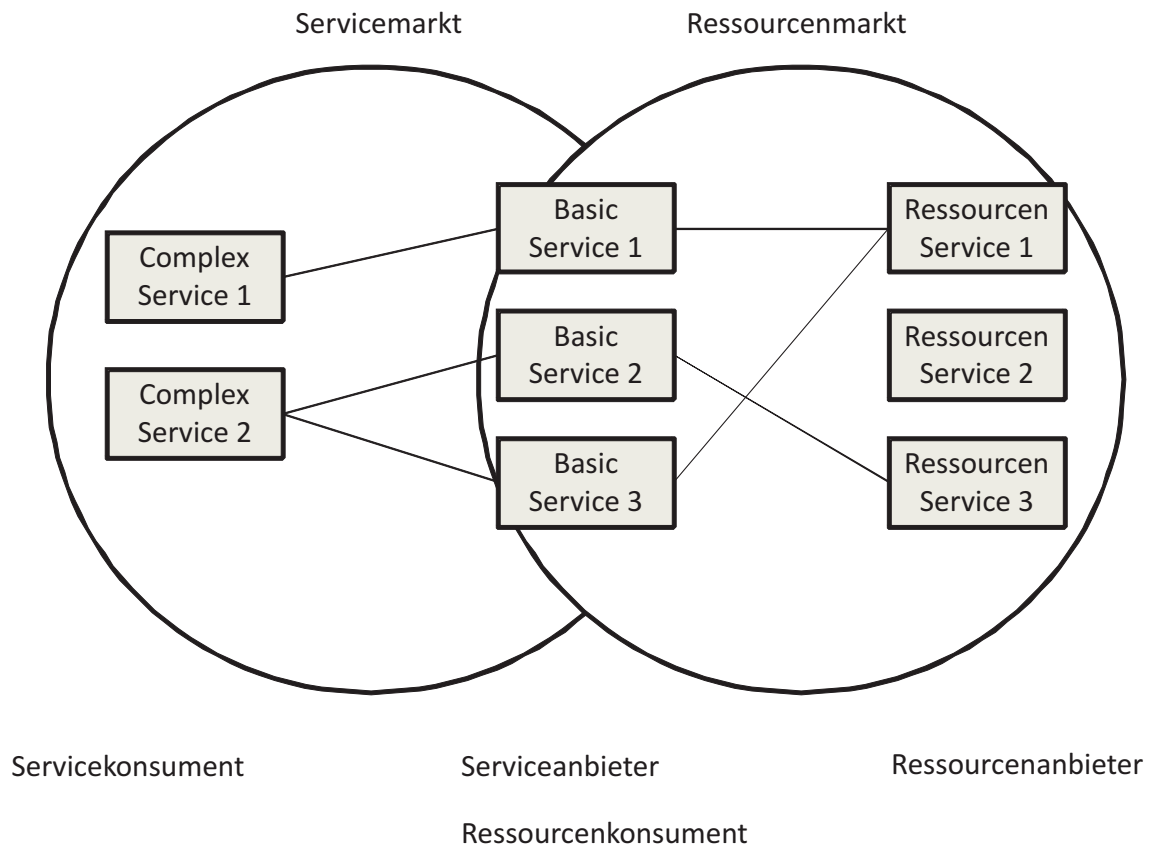 Servicemarkt
Ressourcenmarkt
Complex
Service 1
Complex
Service 2
Basic
Service 1
Basic
Service 2
Basic
Service 3
Ressourcen
Service 1
Ressourcen
Service 2
Ressourcen
Service 3
Servicekonsument
Serviceanbieter
Ressourcenanbieter
Ressourcenkonsument